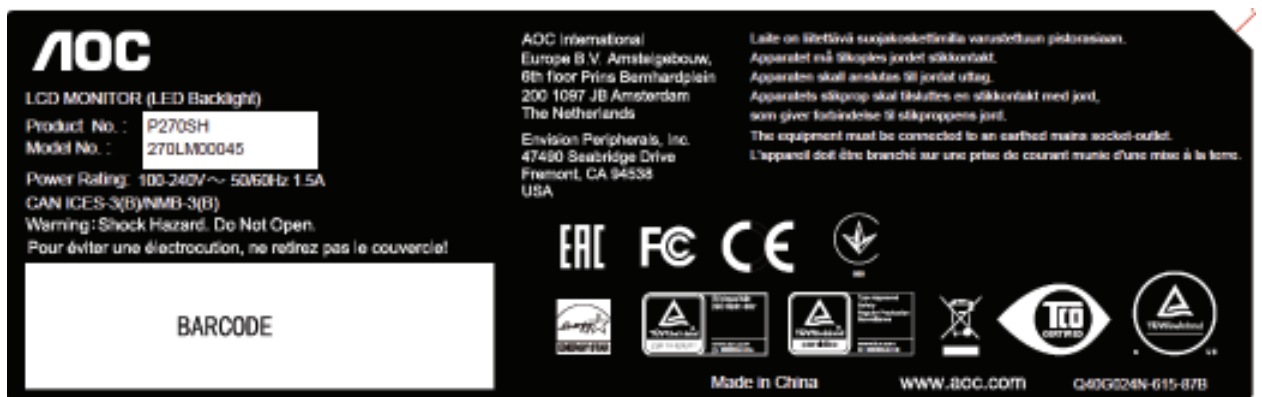 AOC
LCD MONITOR (LED Backlight)
Product No. : P270SH
Model No. : 270LM00045
Power Rating: 100-240V~ 50/60Hz 1.5A
CAN ICES-3(B)/NMB-3(B)
Warning:Shock Hazard. Do Not Open.
Pour éviter une électrocution, ne retirez pas le couvercle!
BARCODE
AOC International
Europe B.V. Amsteigebouw,
6th floor Prins Bernhardplein
200 1097 JB Amsterdam
The Netherlands
Envision Peripherals, Inc.
47490 Seabridge Drive
Fremont, CA 94538
USA
Laite on liitettävä suojakoskettimilla varustettuun pistorasiaan.
Apparatet må tilkoples jordet stikkontakt.
Apparaten skall anslutas till jordat uttag.
Apparatets stikprop skal tilsluttes en stikkontakt med jord,
som giver forbindelse til stikproppens jord.
The equipment must be connected to an earthed mains socket-outlet.
L'appareil doit être branché sur une prise de courant munie d'une mise à la terre.
EAC
FC CE
TÜVRheinland
TÜVRheinland
TCO
CERTIFIED
TÜVRheinland
Made in China
www.aoc.com
Q40G024N-615-87B